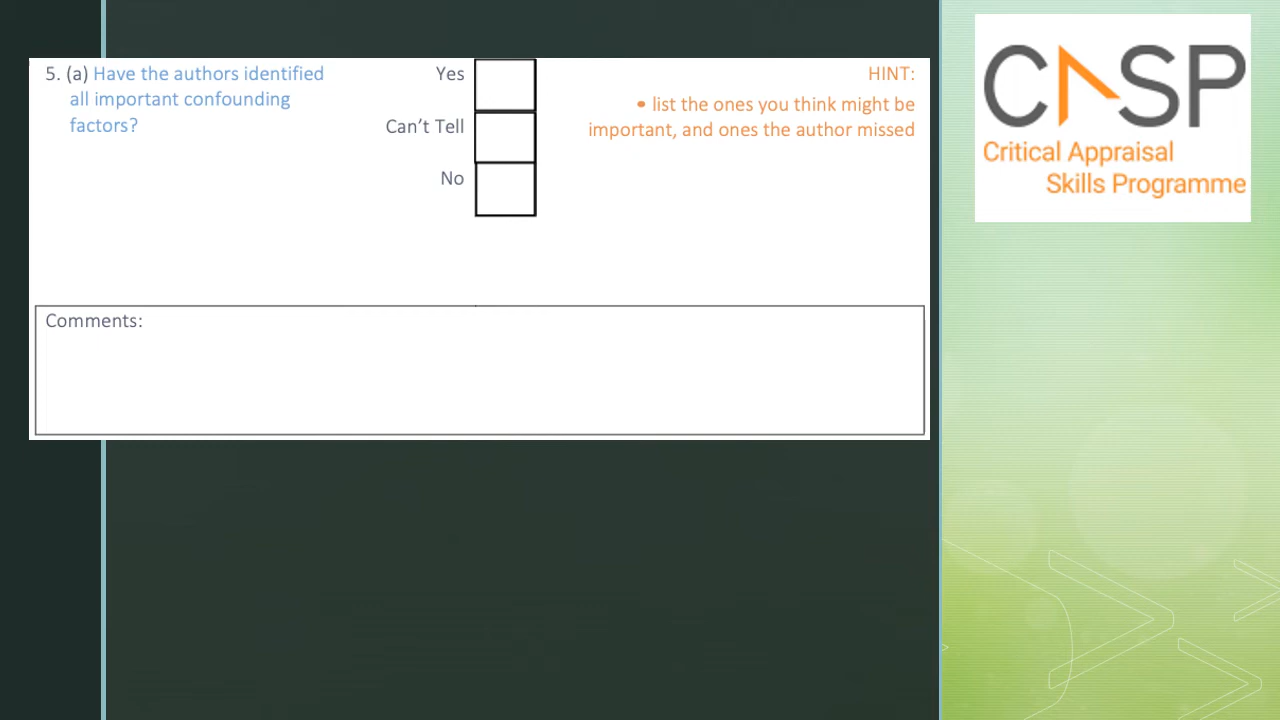 5. (a) Have the authors identified
all important confounding
factors?
Yes
Can't Tell
No
HINT:
• list the ones you think might be
important, and ones the author missed
Comments:
CASP
Critical Appraisal
Skills Programme